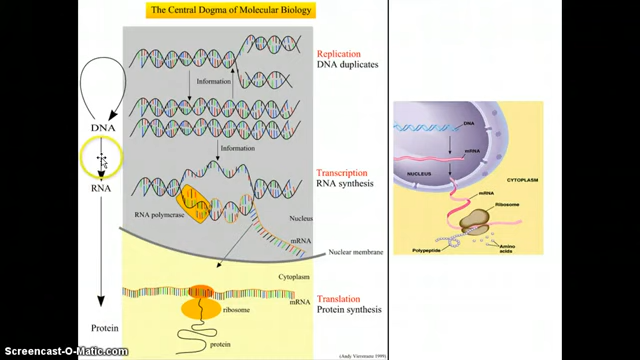 The Central Dogma of Molecular Biology
Replication
DNA duplicates
Information
DNA
Information
RNA
Transcription
RNA synthesis
RNA polymerase
Nucleus
mRNA
Nuclear membrane
Cytoplasm
mRNA
Translation
Protein synthesis
ribosome
Protein
protein
(Andy Vierstraete 1999)
DNA
mRNA
NUCLEUS
CYTOPLASM
mRNA
Ribosome
Polypeptide
Amino
acids
Screencast-O-Matic.com